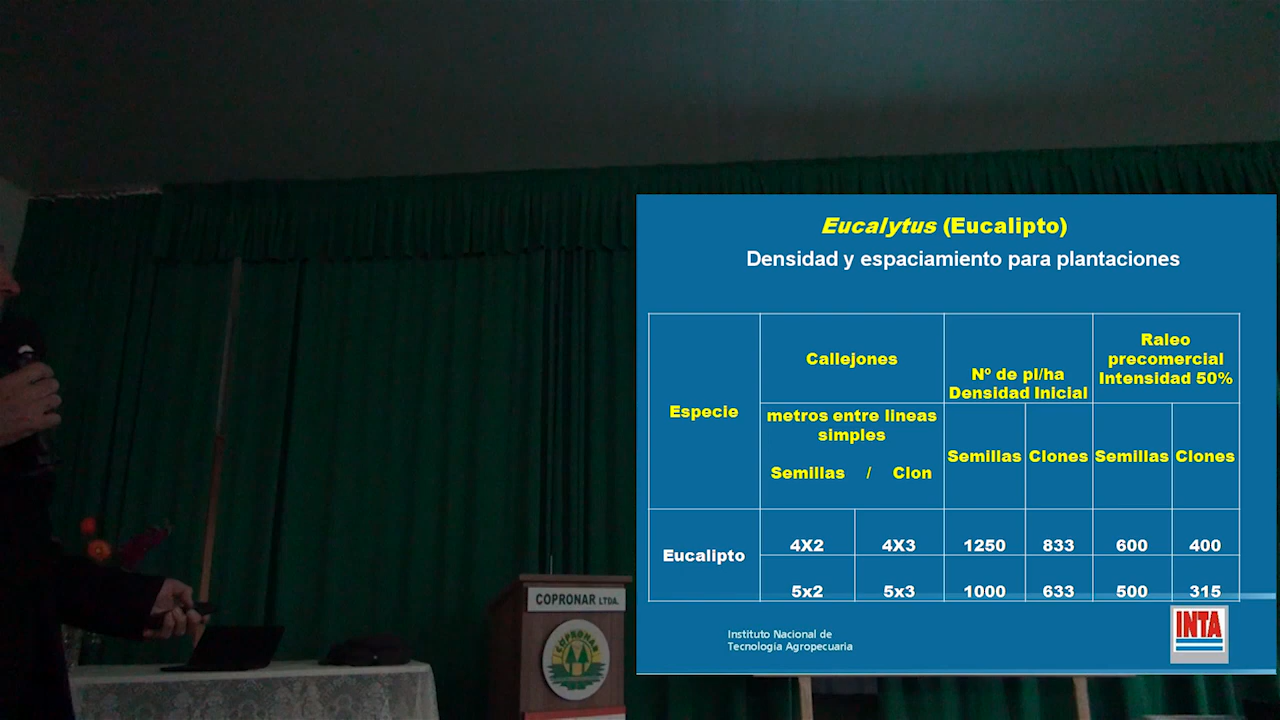 Eucalytus (Eucalipto)
Densidad y espaciamiento para plantaciones
Especie
Callejones
Nº de pl/ha
Densidad Inicial
Raleo
precomercial
Intensidad 50%
metros entre lineas
simples
Semillas / Clon
Semillas Clones Semillas Clones
Eucalipto
4X2 4X3 1250 833 600 400
5x2 5x3 1000 633 500 315
Instituto Nacional de
Tecnología Agropecuaria
INTA
COPRONAR LTDA.
COPRONAR